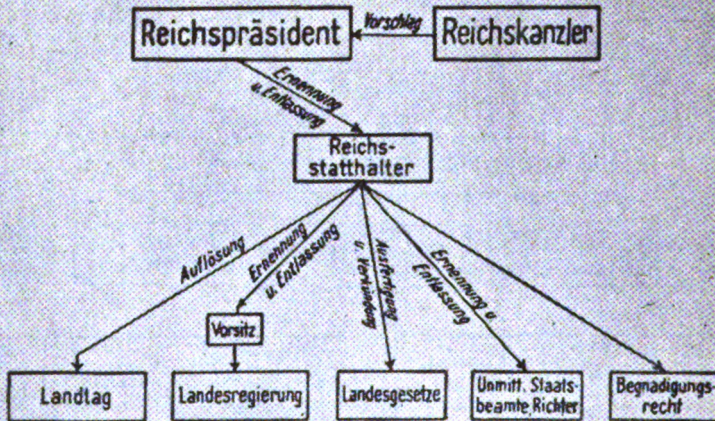 Reichspräsident
Vorschlag
Reichskanzler
Ernennung
u. Entlassung
Reichs-
statthalter
Auflösung
Ernennung
u. Entlassung
Ausfertigung
u. Verkündung
Ernennung u.
Entlassung
Vorsitz
Landtag
Landesregierung
Landesgesetze
Unmitt. Staats-
beamte, Richter
Begnadigungs-
recht